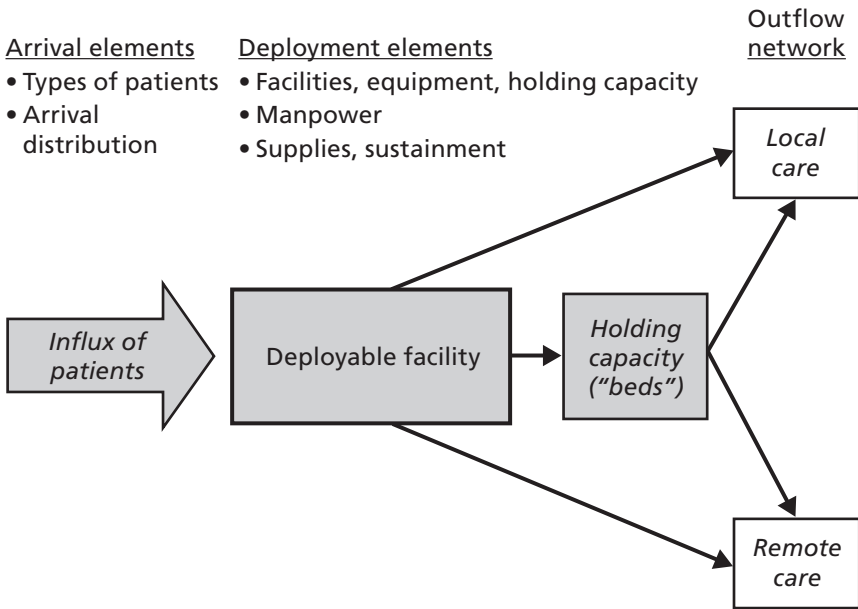 Arrival elements
• Types of patients
• Arrival
distribution
Deployment elements
• Facilities, equipment, holding capacity
• Manpower
• Supplies, sustainment
Outflow
network
Influx of
patients
Deployable facility
Holding
capacity
(“beds”)
Local
care
Remote
care